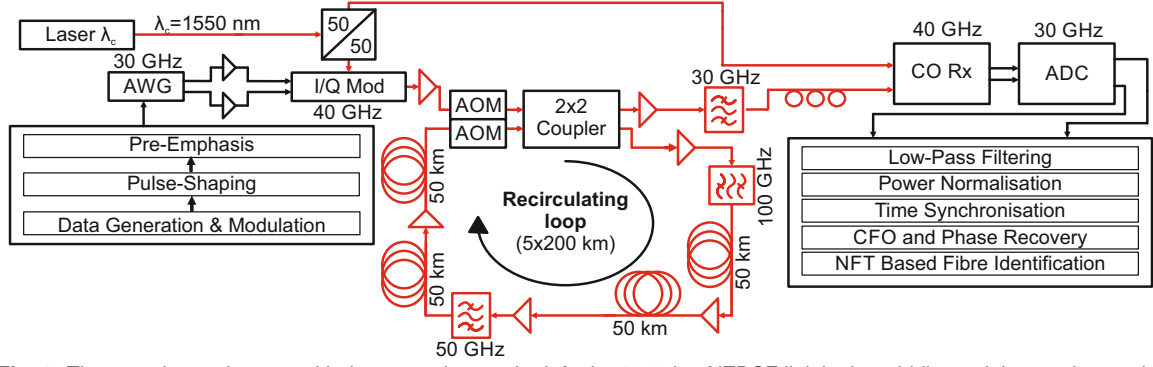 Laser λc
λc=1550 nm
50
50
30 GHz
AWG
I/Q Mod
40 GHz
Pre-Emphasis
Pulse-Shaping
Data Generation & Modulation
AOM
AOM
2x2
Coupler
30 GHz
40 GHz
CO Rx
30 GHz
ADC
100 GHz
50 km
50 km
50 km
50 km
50 GHz
Recirculating
loop
(5x200 km)
Low-Pass Filtering
Power Normalisation
Time Synchronisation
CFO and Phase Recovery
NFT Based Fibre Identification